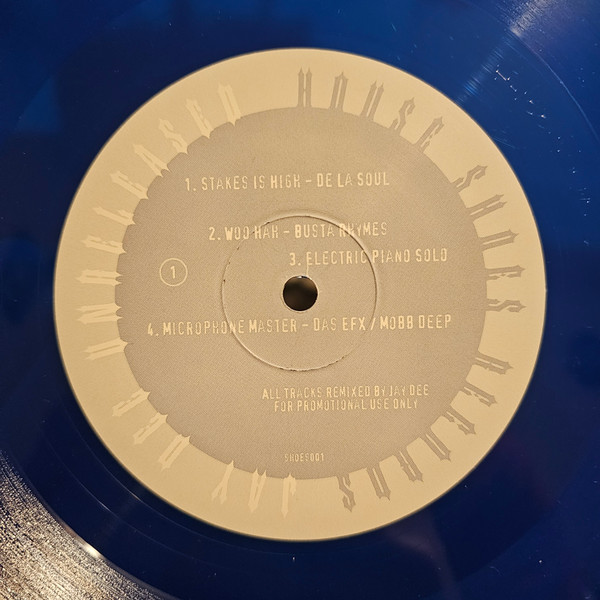 HOUSE SHOES RECORDS
JAY DEE UNRELEASED
1. STAKES IS HIGH – DE LA SOUL
2. WOO HAH – BUSTA RHYMES
3. ELECTRIC PIANO SOLO
1
4. MICROPHONE MASTER – DAS EFX / MOBB DEEP
ALL TRACKS REMIXED BY JAY DEE
FOR PROMOTIONAL USE ONLY
SHOES001